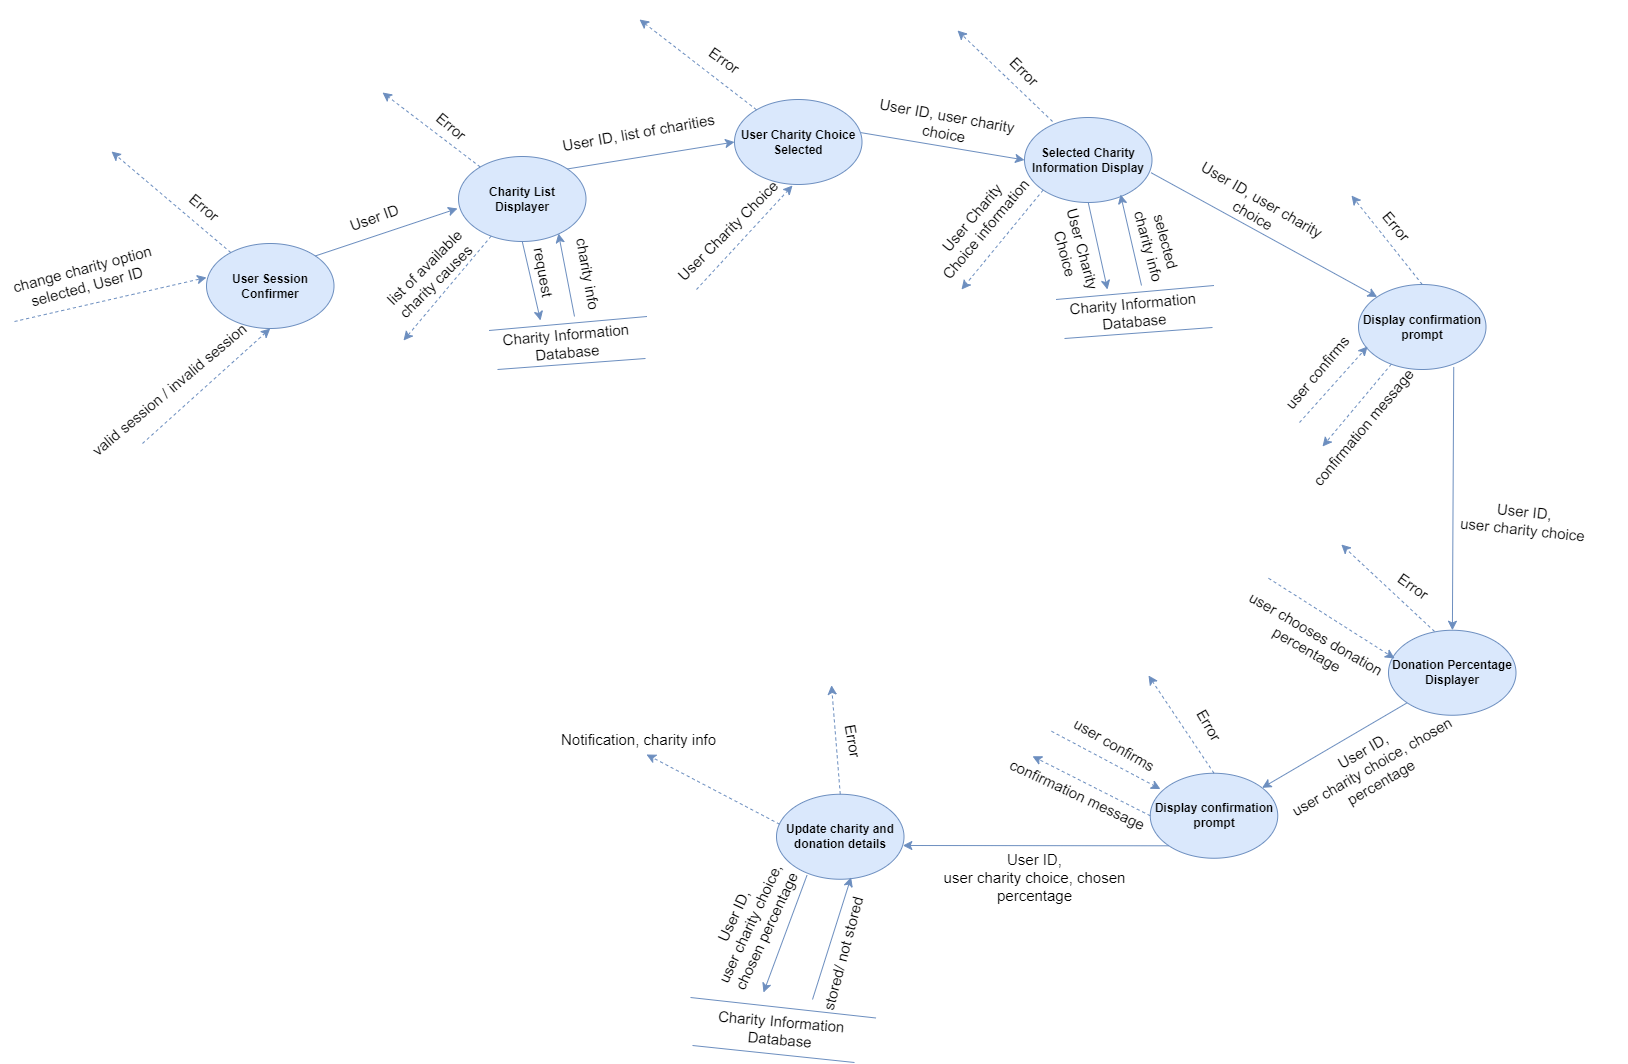 Error
Error
Error
Error
change charity option
selected, User ID
valid session / invalid session
User Session
Confirmer
User ID
Charity List
Displayer
list of available
charity causes
request
charity info
Charity Information
Database
User ID, list of charities
User Charity Choice
Selected
User Charity Choice
User ID, user charity
choice
Selected Charity
Information Display
User Charity
Choice information
User Charity
Choice
selected
charity info
Charity Information
Database
User ID, user charity
choice
Error
Display confirmation
prompt
user confirms
confirmation message
User ID,
user charity choice
Error
user chooses donation
percentage
Donation Percentage
Displayer
User ID,
user charity choice, chosen
percentage
Error
user confirms
confirmation message
Display confirmation
prompt
User ID,
user charity choice, chosen
percentage
Error
Notification, charity info
Update charity and
donation details
User ID,
user charity choice,
chosen percentage
stored/ not stored
Charity Information
Database